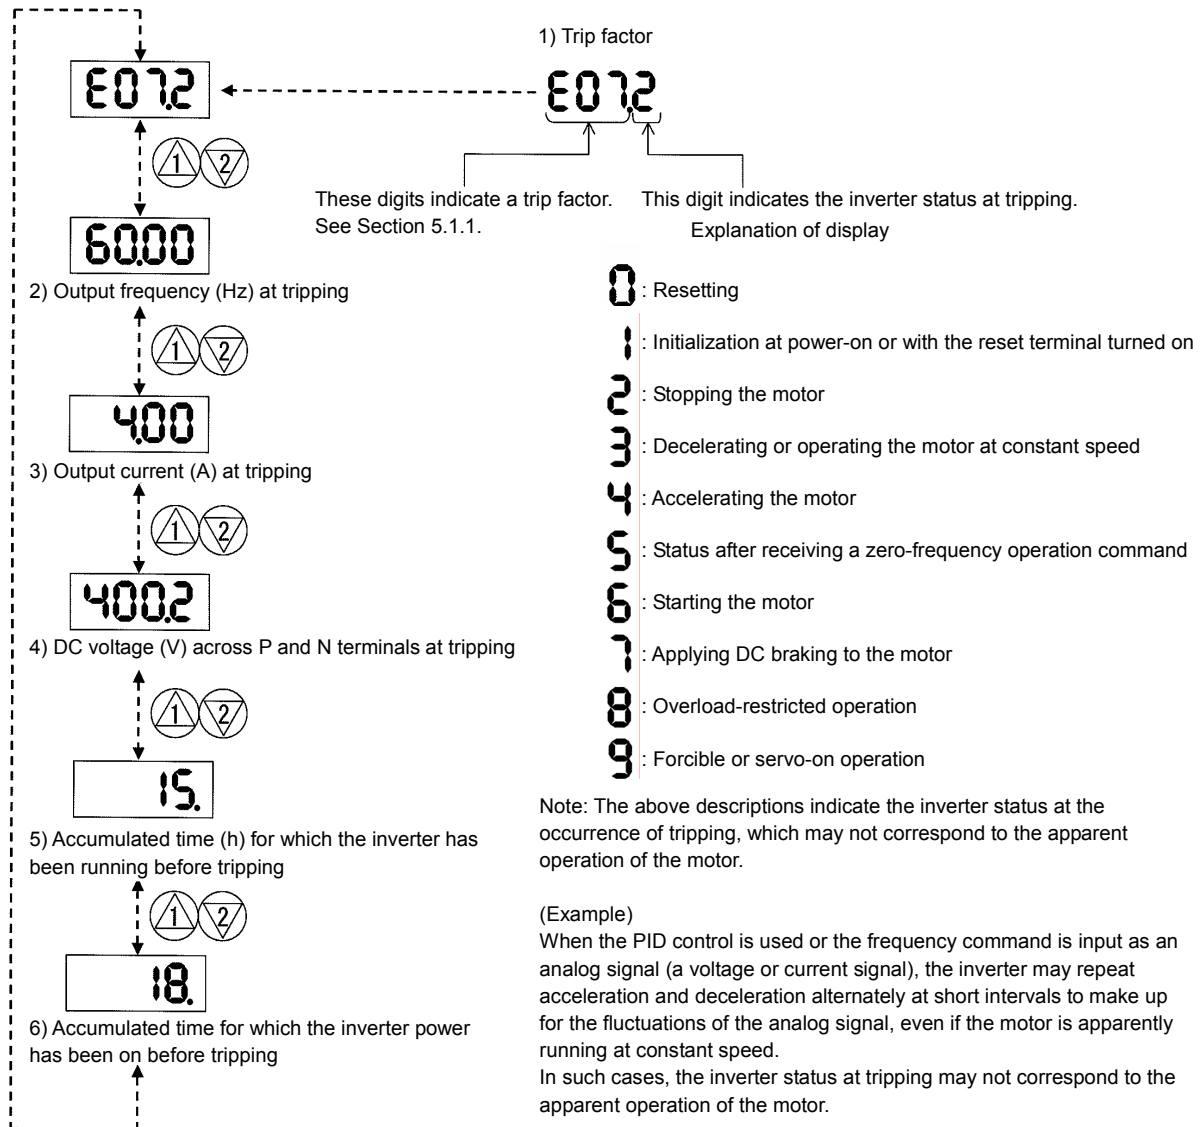 1) Trip factor
E07.2
E07.2
1 2
These digits indicate a trip factor.
See Section 5.1.1.
This digit indicates the inverter status at tripping.
Explanation of display
60.00
2) Output frequency (Hz) at tripping
1 2
4.00
3) Output current (A) at tripping
1 2
400.2
4) DC voltage (V) across P and N terminals at tripping
1 2
15.
5) Accumulated time (h) for which the inverter has
been running before tripping
1 2
18.
6) Accumulated time for which the inverter power
has been on before tripping
0 : Resetting
1 : Initialization at power-on or with the reset terminal turned on
2 : Stopping the motor
3 : Decelerating or operating the motor at constant speed
4 : Accelerating the motor
5 : Status after receiving a zero-frequency operation command
6 : Starting the motor
7 : Applying DC braking to the motor
8 : Overload-restricted operation
9 : Forcible or servo-on operation
Note: The above descriptions indicate the inverter status at the
occurrence of tripping, which may not correspond to the apparent
operation of the motor.
(Example)
When the PID control is used or the frequency command is input as an
analog signal (a voltage or current signal), the inverter may repeat
acceleration and deceleration alternately at short intervals to make up
for the fluctuations of the analog signal, even if the motor is apparently
running at constant speed.
In such cases, the inverter status at tripping may not correspond to the
apparent operation of the motor.